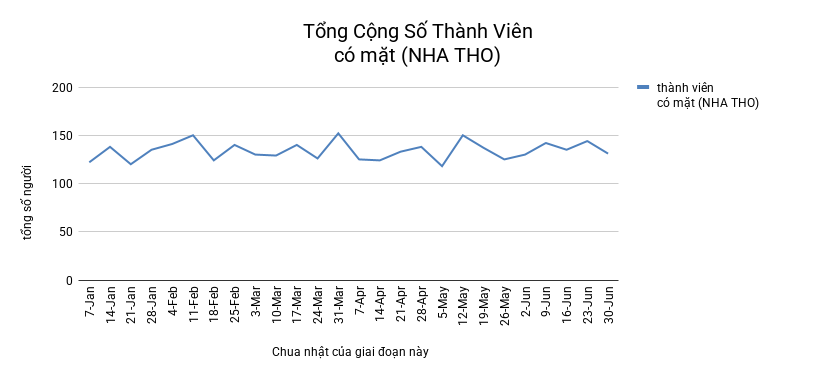 Tổng Cộng Số Thành Viên
có mặt (NHA THO)
200
150
100
50
0
tổng số người
thành viên
có mặt (NHA THO)
7-Jan
14-Jan
21-Jan
28-Jan
4-Feb
11-Feb
18-Feb
25-Feb
3-Mar
10-Mar
17-Mar
24-Mar
31-Mar
7-Apr
14-Apr
21-Apr
28-Apr
5-May
12-May
19-May
26-May
2-Jun
9-Jun
16-Jun
23-Jun
30-Jun
Chua nhật của giai đoạn này